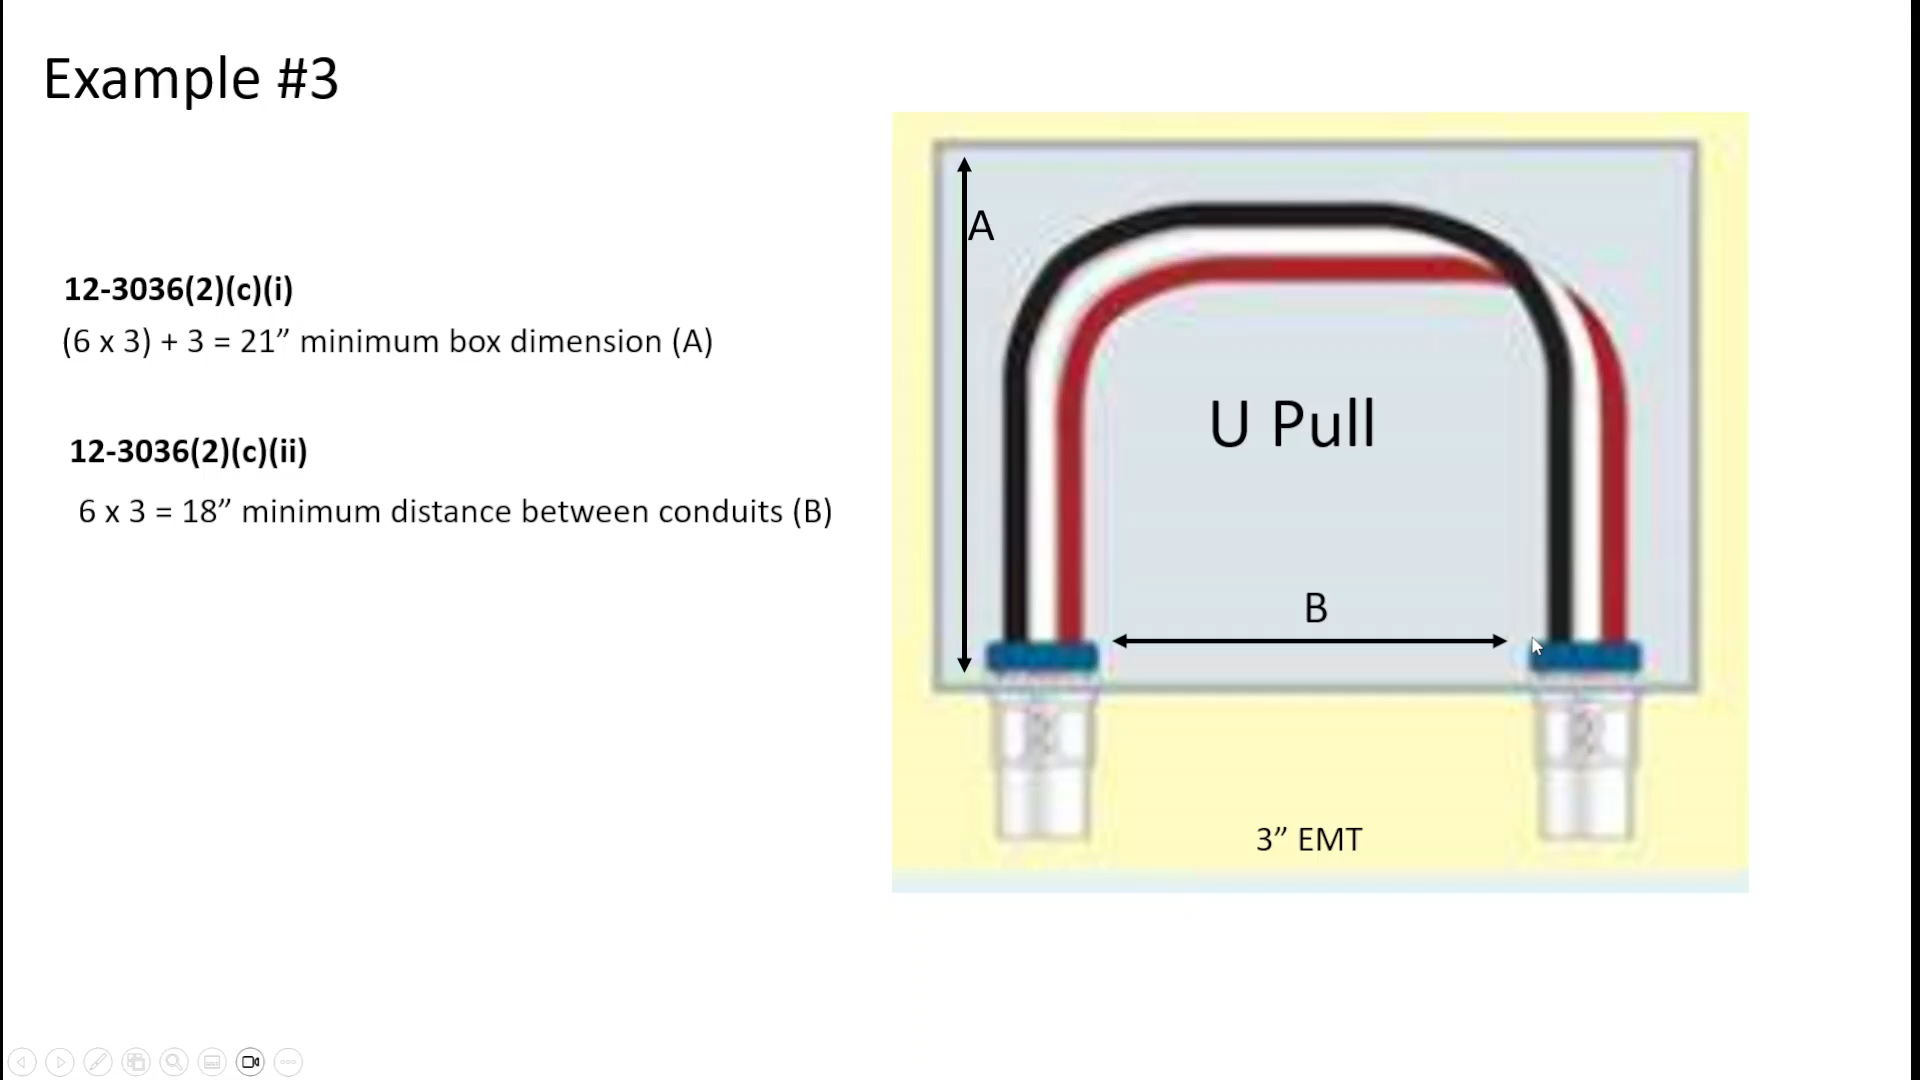 Example #3
12-3036(2)(c)(i)
(6 x 3) + 3 = 21” minimum box dimension (A)
12-3036(2)(c)(ii)
6 x 3 = 18” minimum distance between conduits (B)
A
U Pull
B
3” EMT